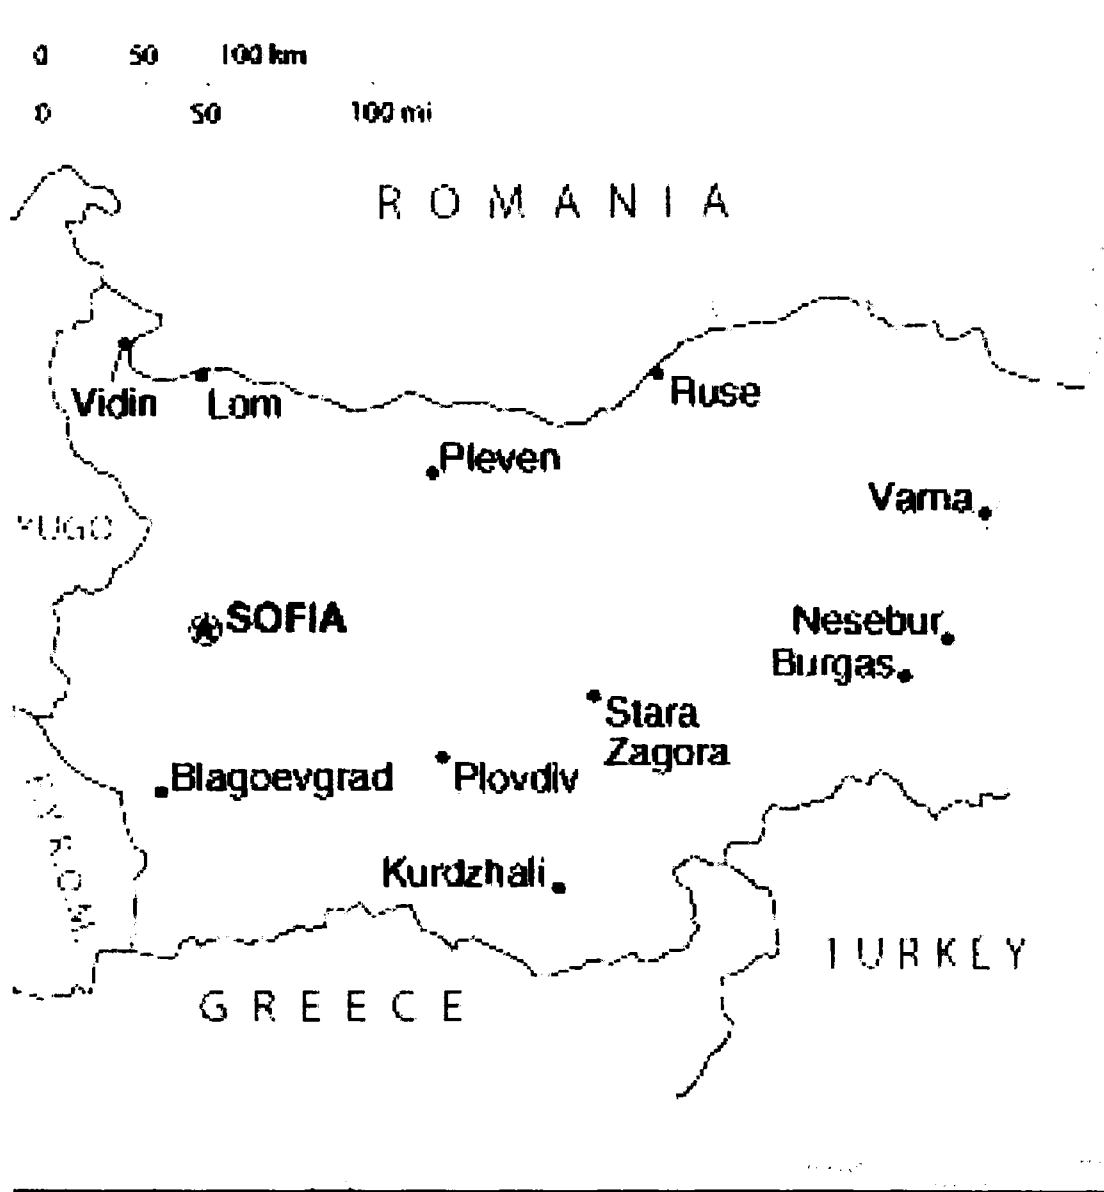 0 50 100 km
0 50 100 mi
ROMANIA
Vidin
Lom
Ruse
Pleven
Varna
YUGO
SOFIA
Nesebur
Burgas
Stara
Zagora
Blagoevgrad
Plovdiv
Kurdzhali
F.Y.R.O.M.
TURKEY
GREECE